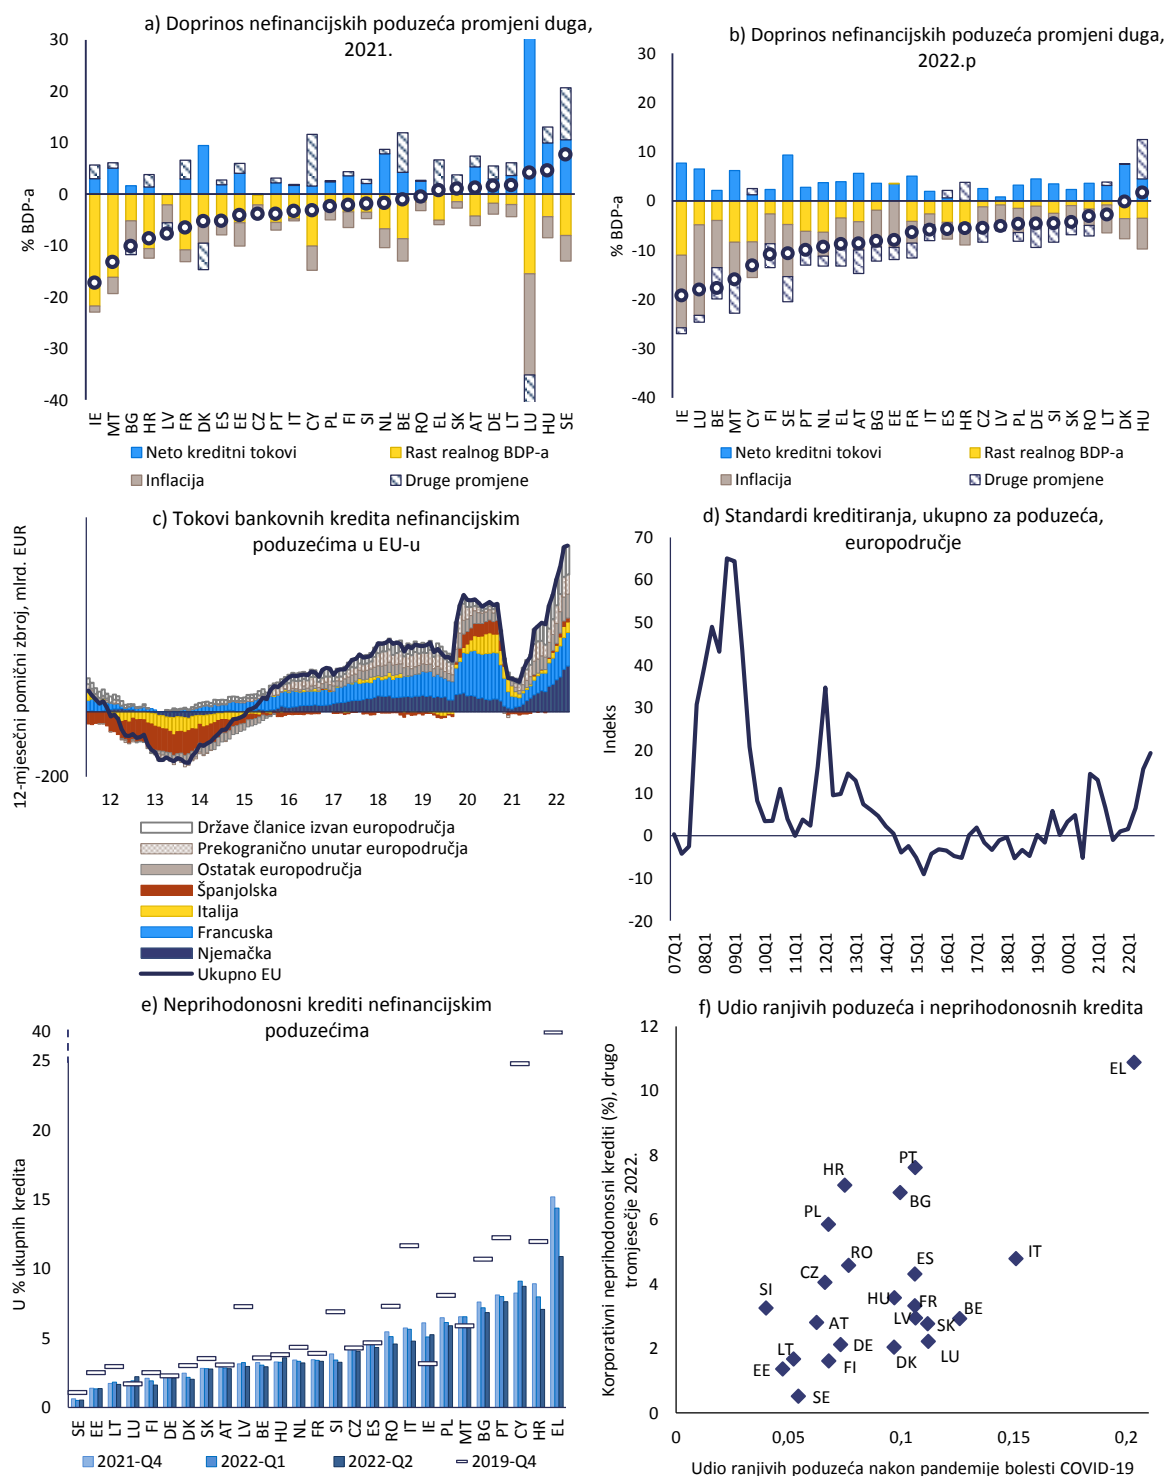 a) Doprinos nefinancijskih poduzeća promjeni duga,
2021.
% BDP-a
30
20
10
0
-10
-20
-30
-40
IE MT BG HR LV FR DK ES EE CZ PT IT CY PL FI SI NL BE RO EL SK AT DE LT LU HU SE
Neto kreditni tokovi
Rast realnog BDP-a
Inflacija
Druge promjene
b) Doprinos nefinancijskih poduzeća promjeni duga,
2022.p
% BDP-a
30
20
10
0
-10
-20
-30
-40
IE LU BE MT CY FI SE PT NL EL AT BG EE FR IT ES HR CZ LV PL DE SI SK RO LT DK HU
Neto kreditni tokovi
Rast realnog BDP-a
Inflacija
Druge promjene
c) Tokovi bankovnih kredita nefinancijskim
poduzećima u EU-u
12-mjesečni pomični zbroj, mlrd. EUR
-200
12 13 14 15 16 17 18 19 20 21 22
Države članice izvan europodručja
Prekogranično unutar europodručja
Ostatak europodručja
Španjolska
Italija
Francuska
Njemačka
Ukupno EU
d) Standardi kreditiranja, ukupno za poduzeća,
europodručje
Indeks
70
60
50
40
30
20
10
0
-10
-20
07Q1 08Q1 09Q1 10Q1 11Q1 12Q1 13Q1 14Q1 15Q1 16Q1 17Q1 18Q1 19Q1 00Q1 21Q1 22Q1
e) Neprihodonosni krediti nefinancijskim
poduzećima
U % ukupnih kredita
40
25
20
15
10
5
0
SE EE LT LU FI DE DK SK AT LV BE HU NL FR SI CZ ES RO IT IE PL MT BG PT CY HR EL
2021-Q4
2022-Q1
2022-Q2
2019-Q4
f) Udio ranjivih poduzeća i neprihodonosnih kredita
Korporativni neprihodonosni krediti (%), drugo
tromjesečje 2022.
12
10
8
6
4
2
0
EL
PT
HR
BG
PL
IT
RO
ES
CZ
SI
HU
FR
BE
LV
AT
SK
LT
DE
LU
EE
FI
DK
SE
0 0,05 0,1 0,15 0,2
Udio ranjivih poduzeća nakon pandemije bolesti COVID-19